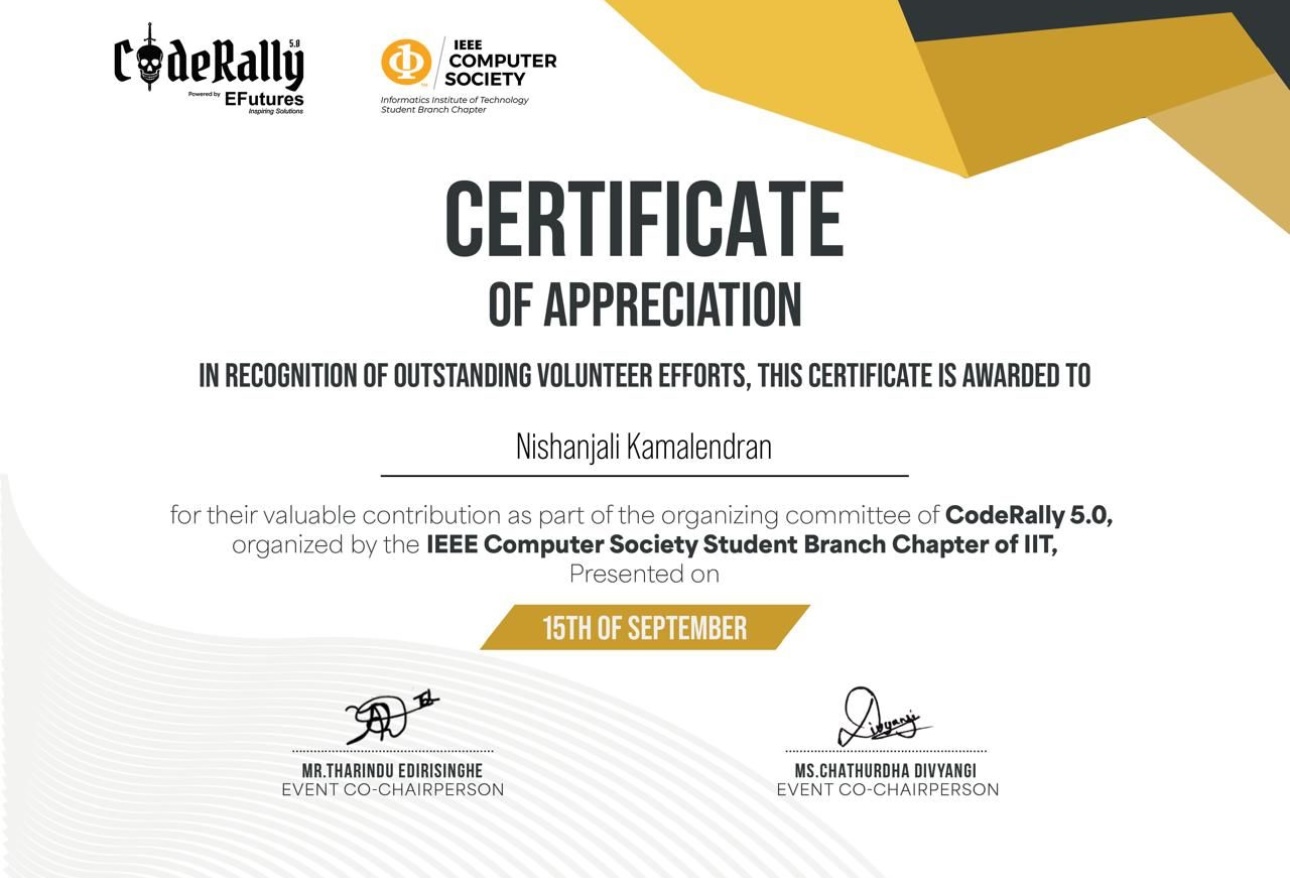 CodeRally 5.0
Powered by EFutures
Inspiring Solutions
IEEE
COMPUTER
SOCIETY
Informatics Institute of Technology
Student Branch Chapter
CERTIFICATE
OF APPRECIATION
IN RECOGNITION OF OUTSTANDING VOLUNTEER EFFORTS, THIS CERTIFICATE IS AWARDED TO
Nishanjali Kamalendran
for their valuable contribution as part of the organizing committee of CodeRally 5.0,
organized by the IEEE Computer Society Student Branch Chapter of IIT,
Presented on
15TH OF SEPTEMBER
Divyangi
MR.THARINDU EDIRISINGHE
EVENT CO-CHAIRPERSON
MS.CHATHURDHA DIVYANGI
EVENT CO-CHAIRPERSON